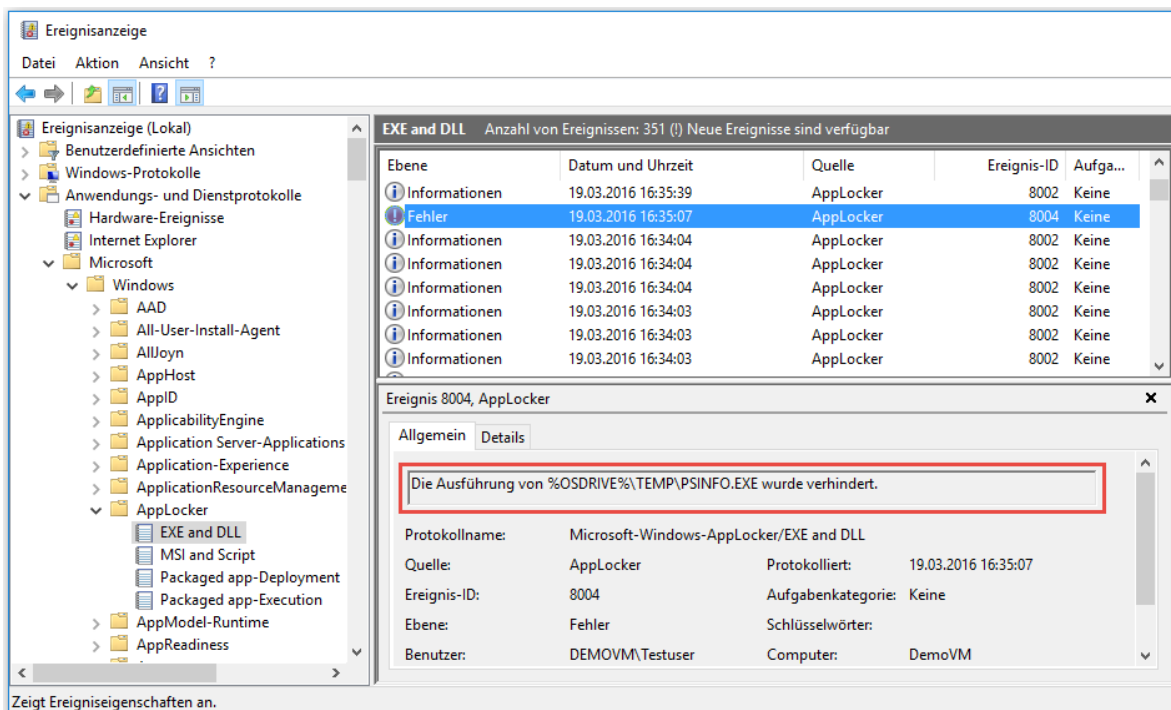 Ereignisanzeige
Datei Aktion Ansicht ?
Ereignisanzeige (Lokal)
Benutzerdefinierte Ansichten
Windows-Protokolle
Anwendungs- und Dienstprotokolle
Hardware-Ereignisse
Internet Explorer
Microsoft
Windows
AAD
All-User-Install-Agent
AllJoyn
AppHost
AppID
ApplicabilityEngine
Application Server-Applications
Application-Experience
ApplicationResourceManageme
AppLocker
EXE and DLL
MSI and Script
Packaged app-Deployment
Packaged app-Execution
AppModel-Runtime
AppReadiness
EXE and DLL Anzahl von Ereignissen: 351 (!) Neue Ereignisse sind verfügbar
Ebene Datum und Uhrzeit Quelle Ereignis-ID Aufga...
Informationen 19.03.2016 16:35:39 AppLocker 8002 Keine
Fehler 19.03.2016 16:35:07 AppLocker 8004 Keine
Informationen 19.03.2016 16:34:04 AppLocker 8002 Keine
Informationen 19.03.2016 16:34:04 AppLocker 8002 Keine
Informationen 19.03.2016 16:34:04 AppLocker 8002 Keine
Informationen 19.03.2016 16:34:03 AppLocker 8002 Keine
Informationen 19.03.2016 16:34:03 AppLocker 8002 Keine
Informationen 19.03.2016 16:34:03 AppLocker 8002 Keine
Ereignis 8004, AppLocker
Allgemein Details
Die Ausführung von %OSDRIVE%\TEMP\PSINFO.EXE wurde verhindert.
Protokollname: Microsoft-Windows-AppLocker/EXE and DLL
Quelle: AppLocker Protokolliert: 19.03.2016 16:35:07
Ereignis-ID: 8004 Aufgabenkategorie: Keine
Ebene: Fehler Schlüsselwörter:
Benutzer: DEMOVM\Testuser Computer: DemoVM
Zeigt Ereigniseigenschaften an.